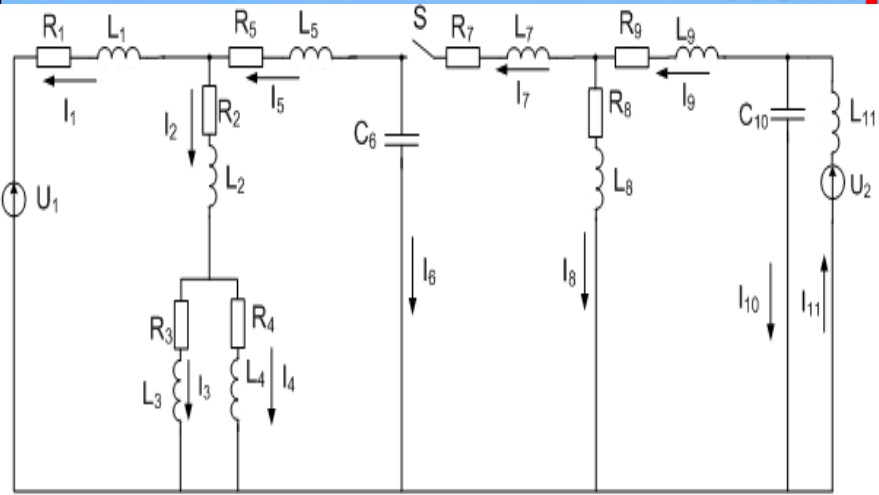 R1 L1 R5 L5 S R7 L7 R9 L9
I1 I2 R2 I5 I7 R8 I9 C10 L11
C6
U1 L2 L8 U2
I6 I8 I10 I11
R3 R4
L3 I3 L4 I4